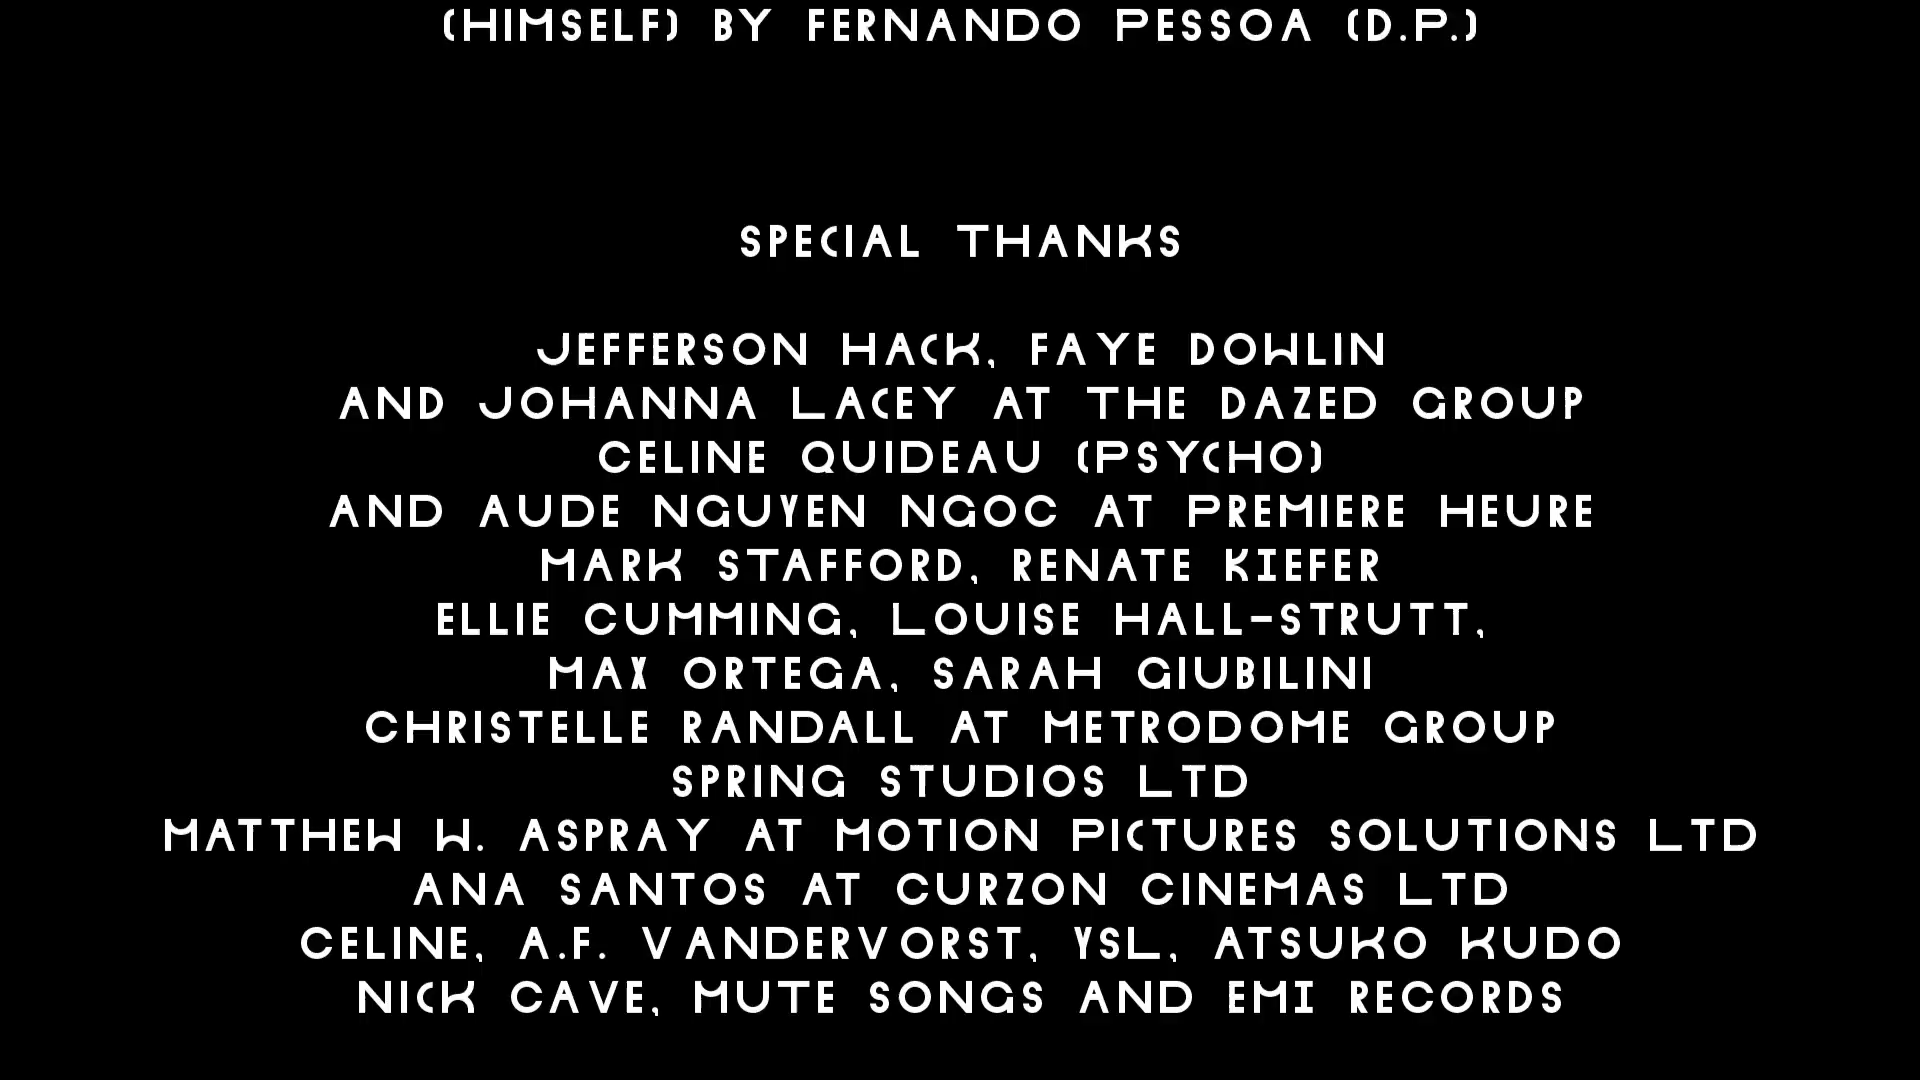 (HIMSELF) BY FERNANDO PESSOA (D.P.)
SPECIAL THANKS
JEFFERSON HACK, FAYE DOWLIN
AND JOHANNA LACEY AT THE DAZED GROUP
CELINE QUIDEAU (PSYCHO)
AND AUDE NGUYEN NGOC AT PREMIERE HEURE
MARK STAFFORD, RENATE KIEFER
ELLIE CUMMING, LOUISE HALL-STRUTT,
MAX ORTEGA, SARAH GIUBILINI
CHRISTELLE RANDALL AT METRODOME GROUP
SPRING STUDIOS LTD
MATTHEW W. ASPRAY AT MOTION PICTURES SOLUTIONS LTD
ANA SANTOS AT CURZON CINEMAS LTD
CELINE, A.F. VANDERVORST, YSL, ATSUKO KUDO
NICK CAVE, MUTE SONGS AND EMI RECORDS